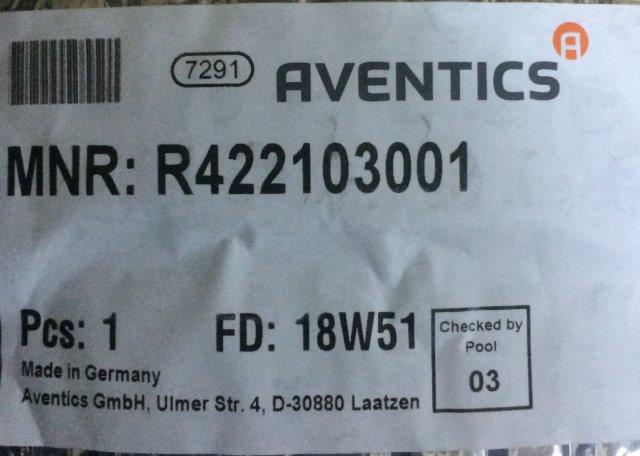 7291
AVENTICS
MNR: R422103001
Pcs: 1 FD: 18W51
Checked by
Pool
03
Made in Germany
Aventics GmbH, Ulmer Str. 4, D-30880 Laatzen